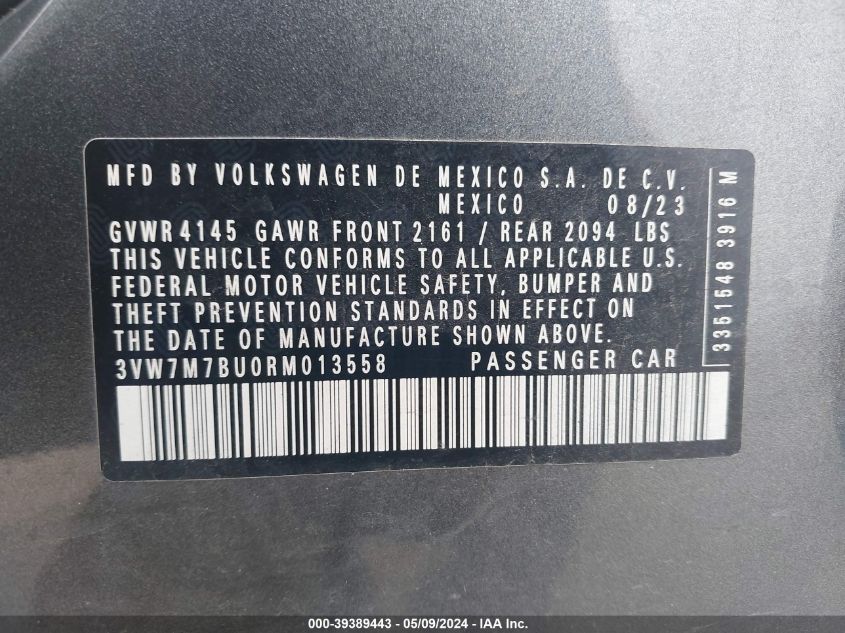 MFD BY VOLKSWAGEN DE MEXICO S.A. DE C.V.
MEXICO 08/23
GVWR 4145 GAWR FRONT 2161 / REAR 2094 LBS
THIS VEHICLE CONFORMS TO ALL APPLICABLE U.S.
FEDERAL MOTOR VEHICLE SAFETY, BUMPER AND
THEFT PREVENTION STANDARDS IN EFFECT ON
THE DATE OF MANUFACTURE SHOWN ABOVE.
3VW7M7BU0RM013558 PASSENGER CAR
3351548 3916 M
000-39389443 - 05/09/2024 - IAA Inc.